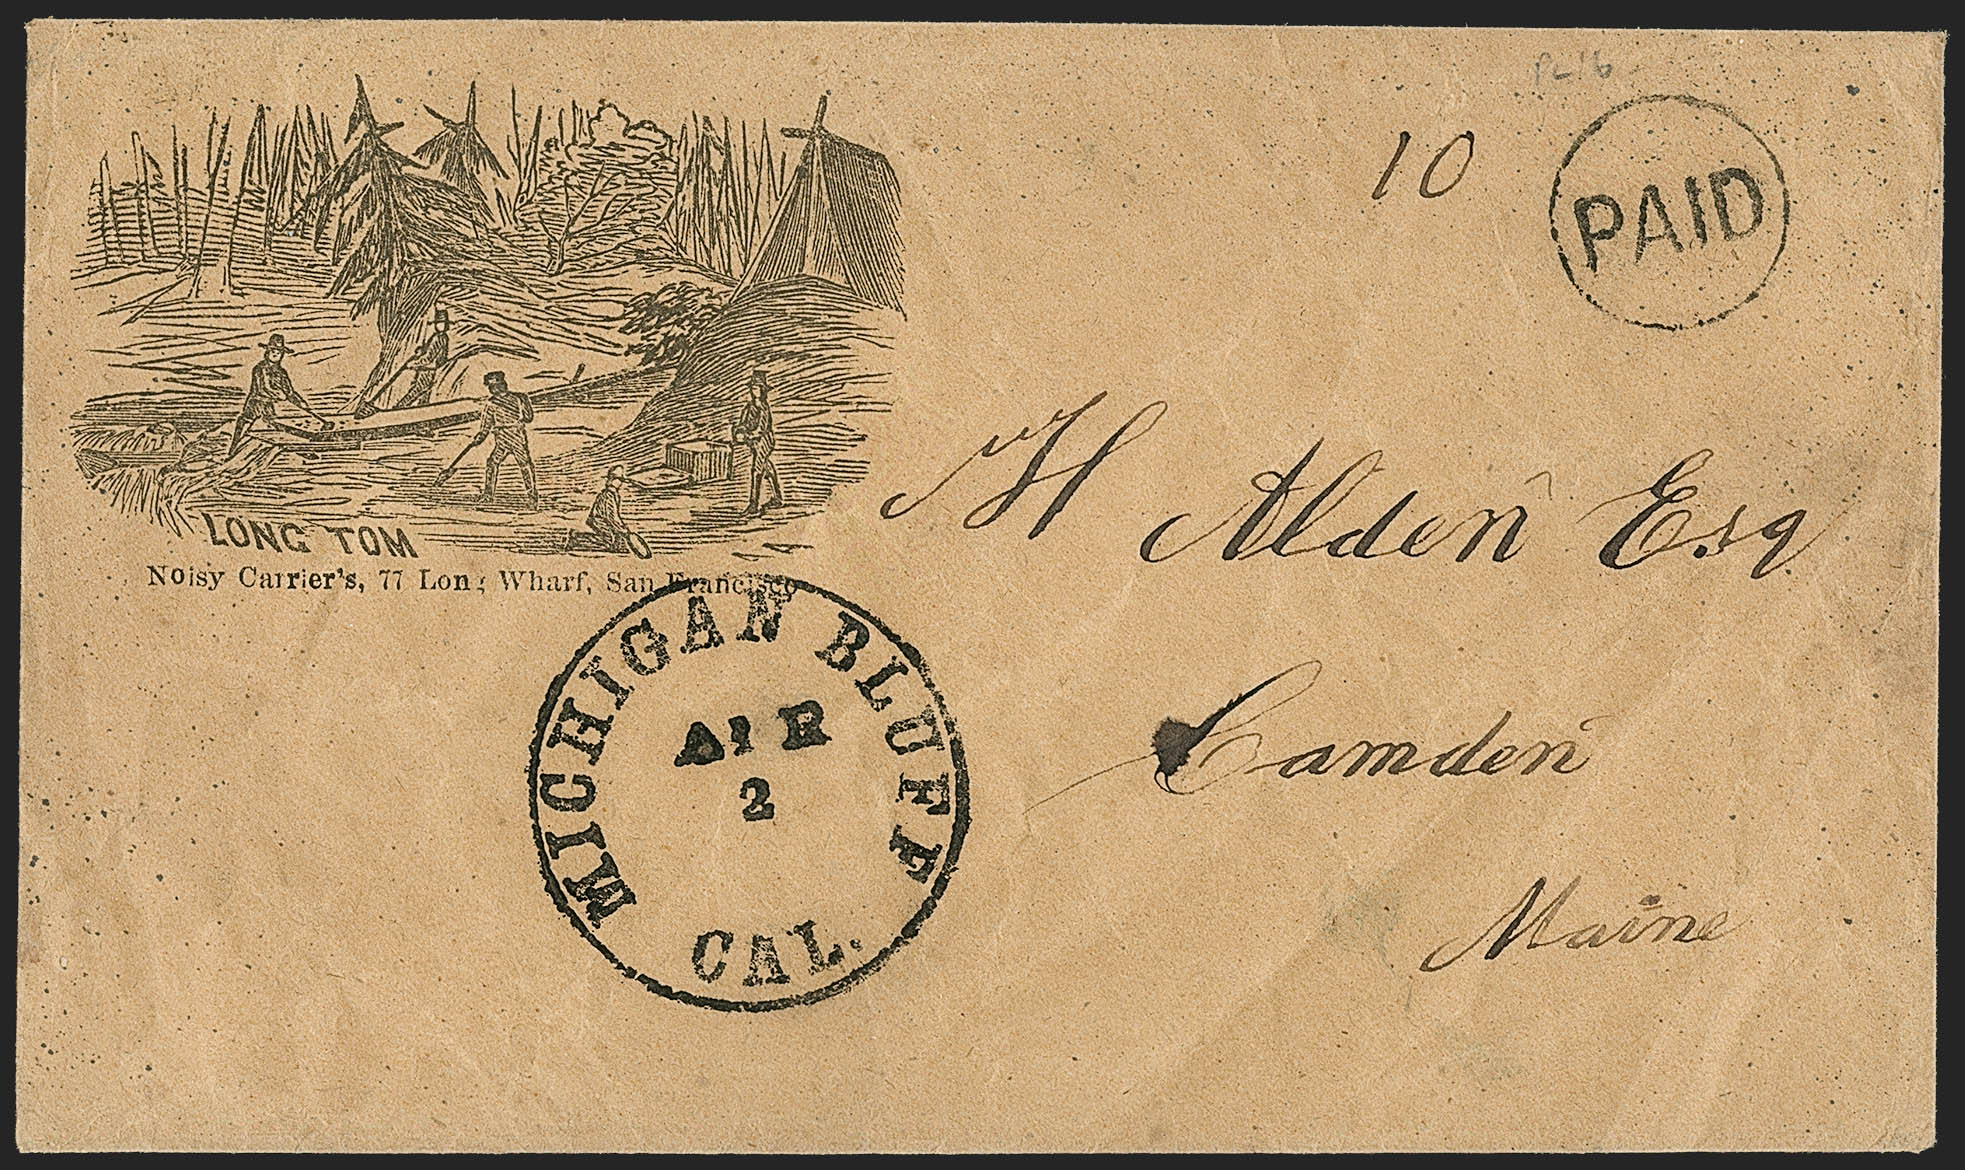 10
PAID
LONG TOM
Noisy Carrier's, 77 Long Wharf, San Francisco
H Alden Esq
MICHIGAN BLUFF
APR
2
CAL.
Camden
Maine